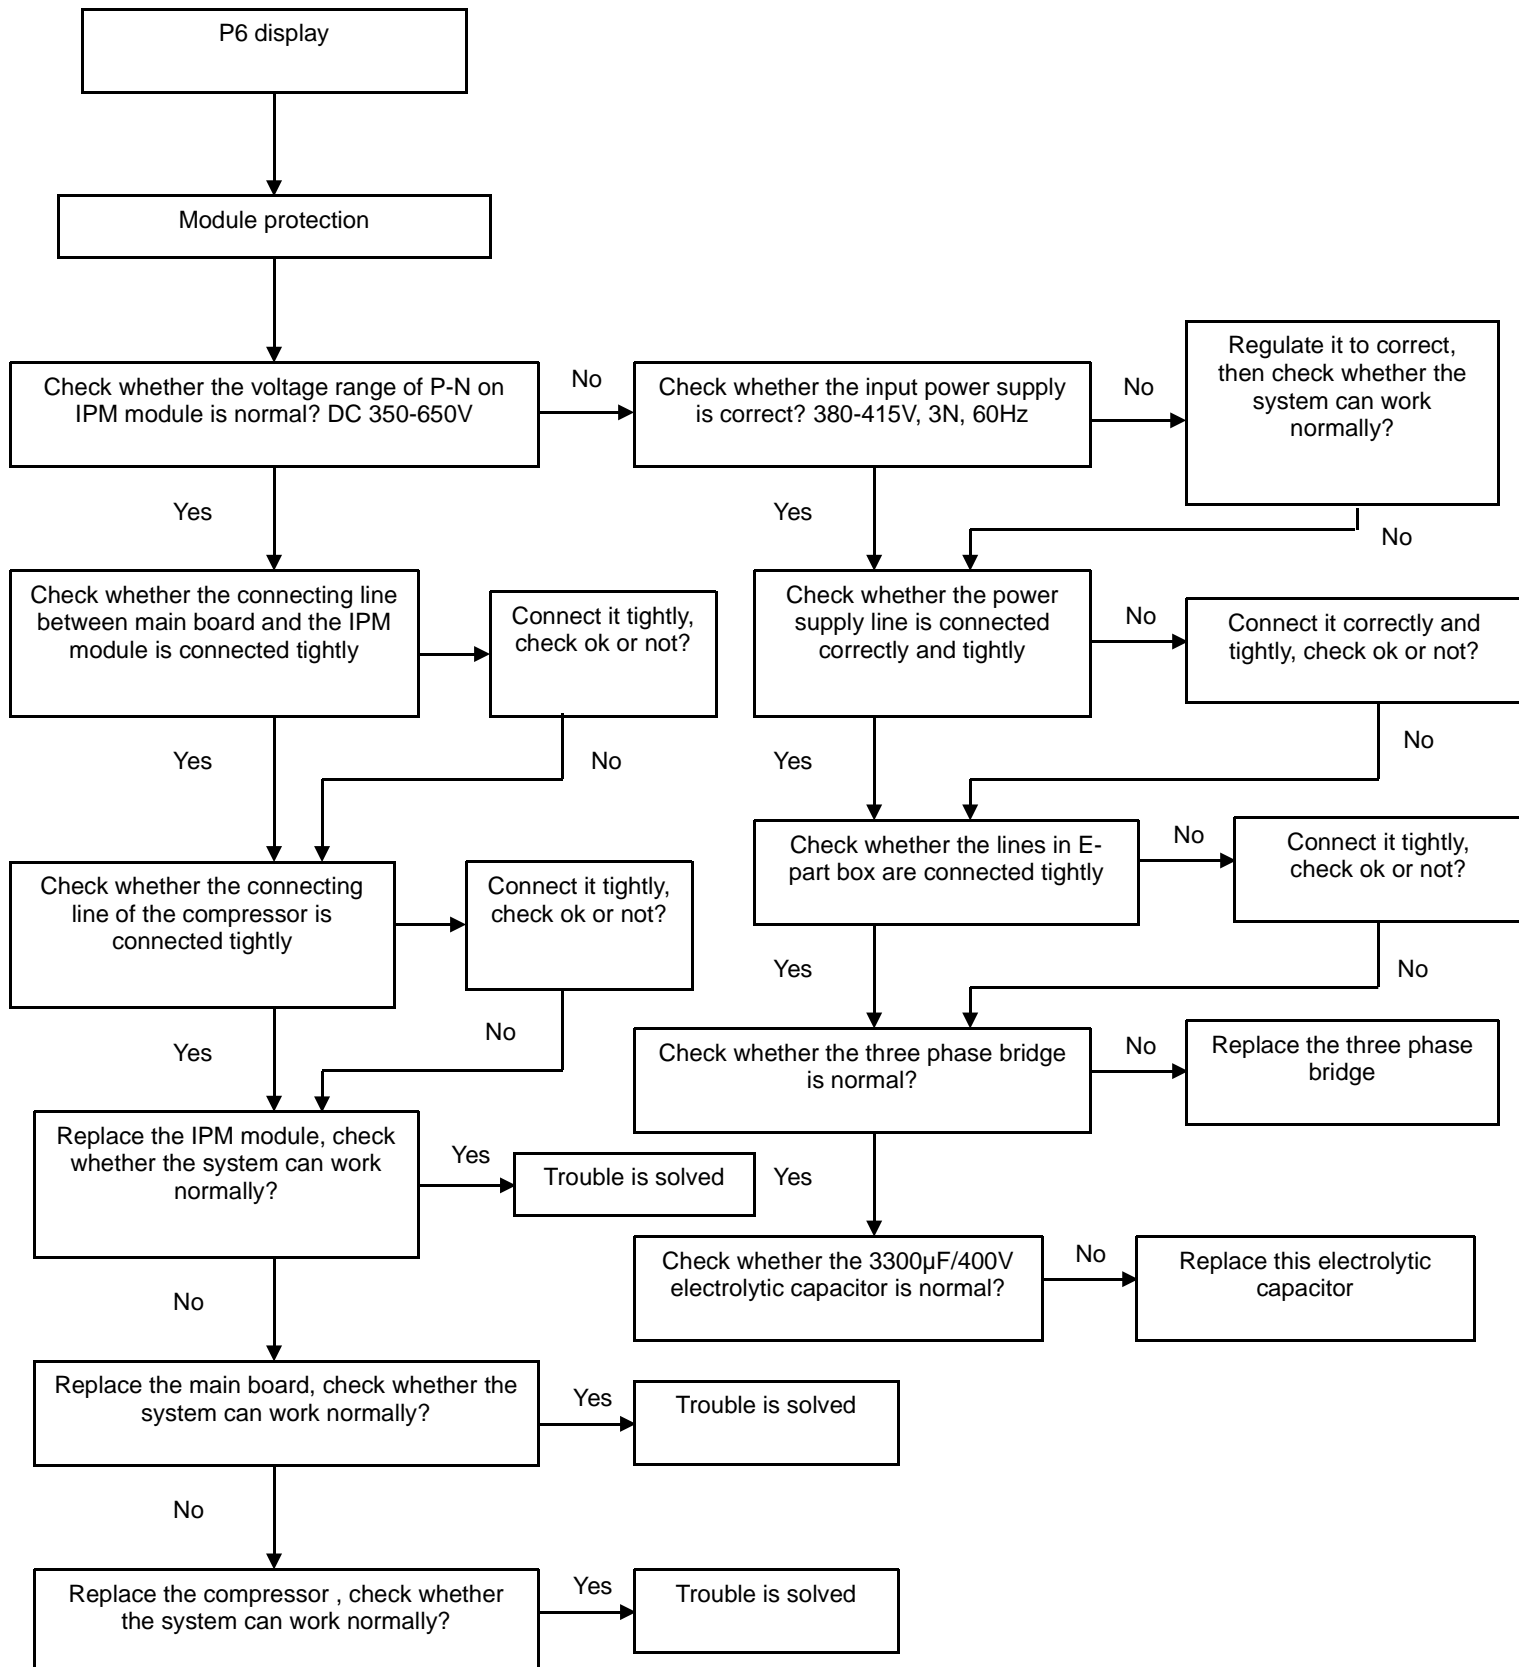 P6 display
Module protection
Check whether the voltage range of P-N on
IPM module is normal? DC 350-650V
No
Check whether the input power supply
is correct? 380-415V, 3N, 60Hz
No
Regulate it to correct,
then check whether the
system can work
normally?
Yes
Yes
No
Check whether the connecting line
between main board and the IPM
module is connected tightly
Connect it tightly,
check ok or not?
Check whether the power
supply line is connected
correctly and tightly
No
Connect it correctly and
tightly, check ok or not?
Yes
No
Yes
No
Check whether the connecting
line of the compressor is
connected tightly
Connect it tightly,
check ok or not?
Check whether the lines in E-
part box are connected tightly
No
Connect it tightly,
check ok or not?
Yes
No
Yes
No
Check whether the three phase bridge
is normal?
No
Replace the three phase
bridge
Replace the IPM module, check
whether the system can work
normally?
Yes
Trouble is solved
Yes
Check whether the 3300µF/400V
electrolytic capacitor is normal?
No
Replace this electrolytic
capacitor
No
Replace the main board, check whether the
system can work normally?
Yes
Trouble is solved
No
Replace the compressor , check whether
the system can work normally?
Yes
Trouble is solved